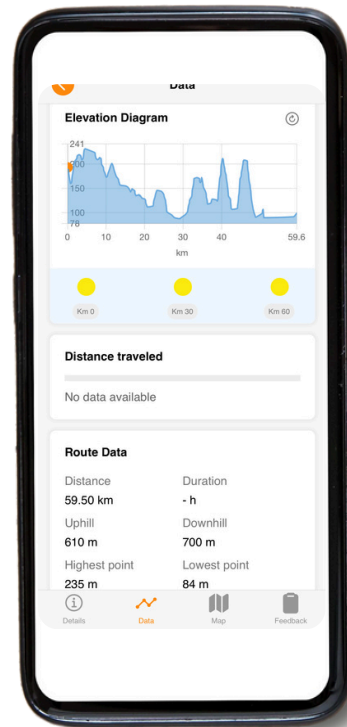 Data
Elevation Diagram
241
200
150
100
78
0 10 20 30 40 59.6
km
Km 0 Km 30 Km 60
Distance traveled
No data available
Route Data
Distance Duration
59.50 km - h
Uphill Downhill
610 m 700 m
Highest point Lowest point
235 m 84 m
Details Data Map Feedback